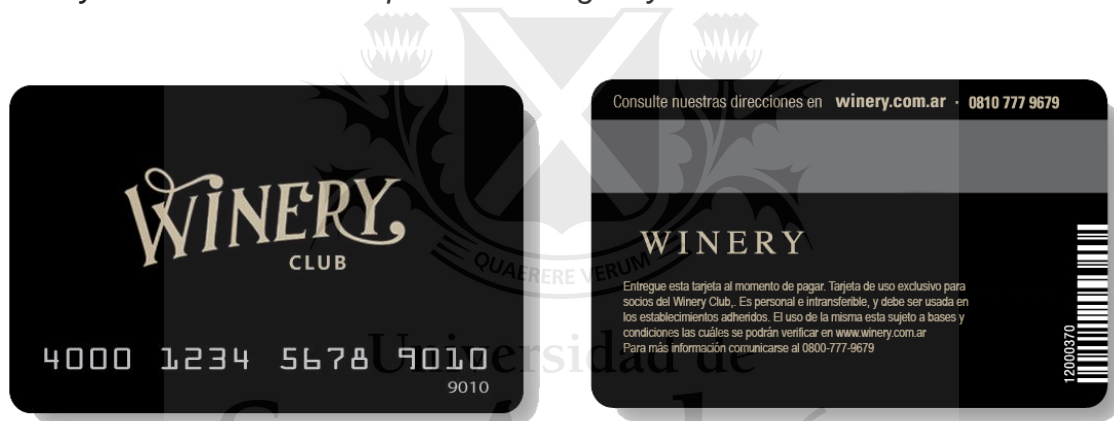 WINERY
CLUB
4000 1234 5678 9010
9010
Consulte nuestras direcciones en winery.com.ar · 0810 777 9679
WINERY
Entregue esta tarjeta al momento de pagar. Tarjeta de uso exclusivo para
socios del Winery Club,. Es personal e intransferible, y debe ser usada en
los establecimientos adheridos. El uso de la misma esta sujeto a bases y
condiciones las cuáles se podrán verificar en www.winery.com.ar
Para más información comunicarse al 0800-777-9679
12000370
QUAERERE VERUM
Universidad de